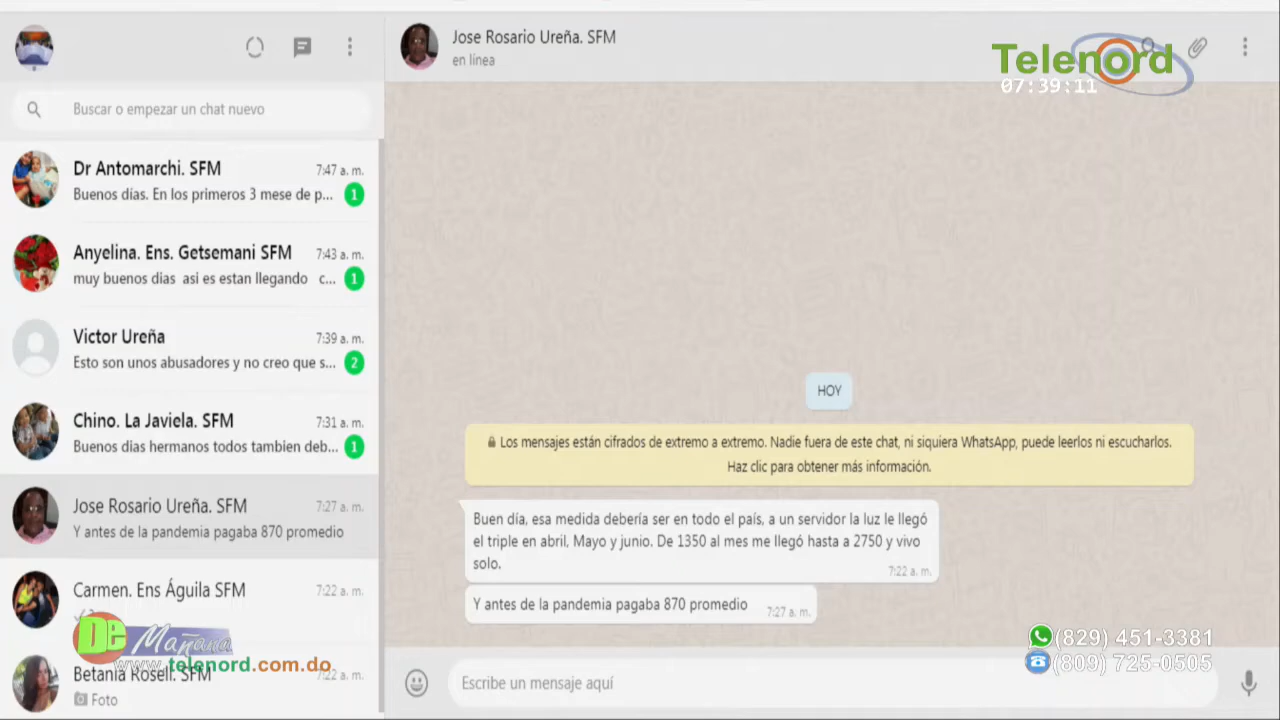 Jose Rosario Ureña. SFM
en línea
Telenord
07:39:11
Buscar o empezar un chat nuevo
Dr Antomarchi. SFM
7:47 a. m.
Buenos días. En los primeros 3 mese de p...
1
Anyelina. Ens. Getsemani SFM
7:43 a. m.
muy buenos dias asi es estan llegando c...
1
Victor Ureña
7:39 a. m.
Esto son unos abusadores y no creo que s...
2
Chino. La Javiela. SFM
7:31 a. m.
Buenos días hermanos todos tambien deb...
1
Jose Rosario Ureña. SFM
7:27 a. m.
Y antes de la pandemia pagaba 870 promedio
Carmen. Ens Águila SFM
7:22 a. m.
De Mañana
www.telenord.com.do
Betania Rosell. SFM
7:22 a. m.
Foto
HOY
Los mensajes están cifrados de extremo a extremo. Nadie fuera de este chat, ni siquiera WhatsApp, puede leerlos ni escucharlos.
Haz clic para obtener más información.
Buen día, esa medida debería ser en todo el país, a un servidor la luz le llegó
el triple en abril, Mayo y junio. De 1350 al mes me llegó hasta a 2750 y vivo
solo.
7:22 a. m.
Y antes de la pandemia pagaba 870 promedio
7:27 a. m.
(829) 451-3381
(809) 725-0505
Escribe un mensaje aquí